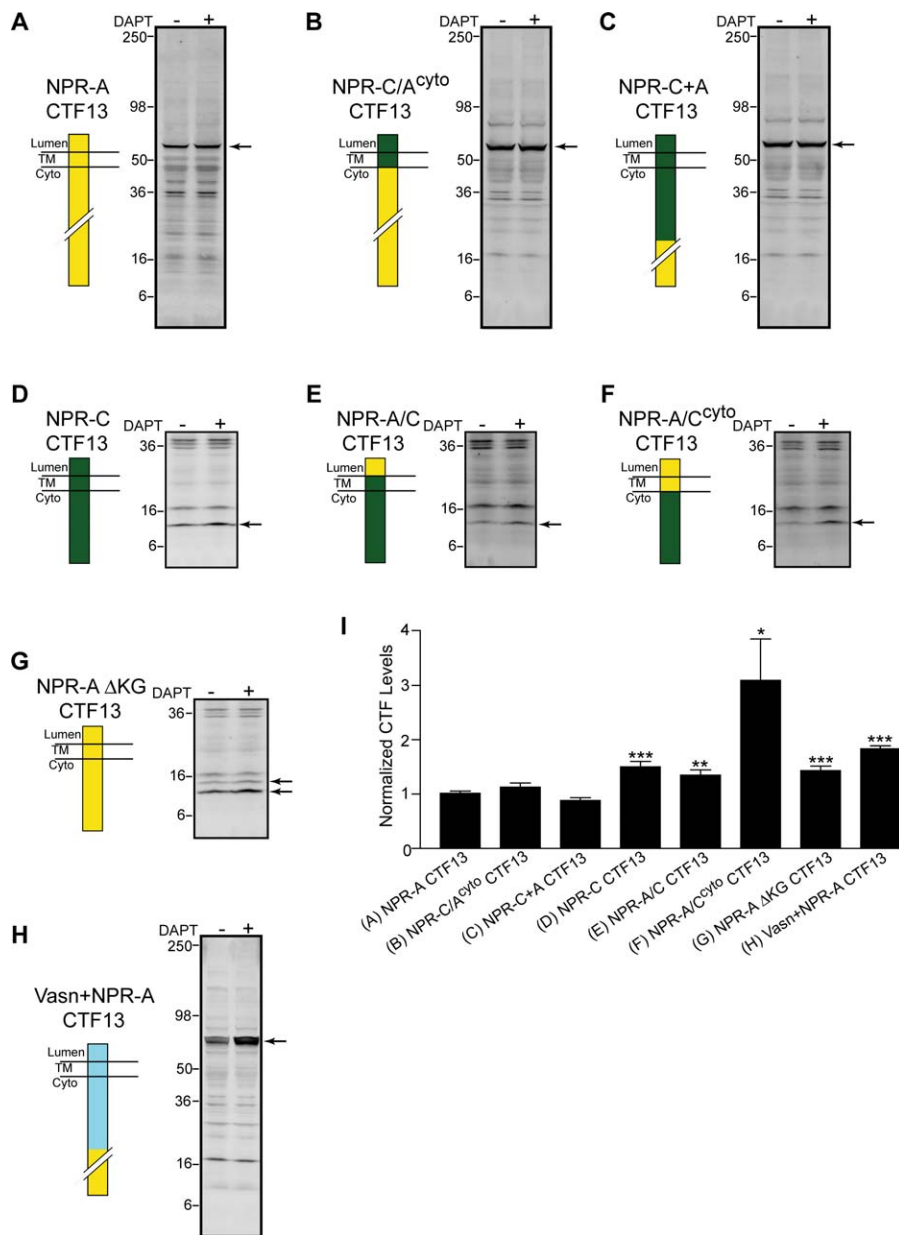 A
NPR-A
CTF13
Lumen
TM
Cyto
DAPT - +
250
98
50
36
16
6
B
NPR-C/Acyto
CTF13
Lumen
TM
Cyto
DAPT - +
250
98
50
36
16
6
C
NPR-C+A
CTF13
Lumen
TM
Cyto
DAPT - +
250
98
50
36
16
6
D
NPR-C
CTF13
Lumen
TM
Cyto
DAPT - +
36
16
6
E
NPR-A/C
CTF13
Lumen
TM
Cyto
DAPT - +
36
16
6
F
NPR-A/Ccyto
CTF13
Lumen
TM
Cyto
DAPT - +
36
16
6
G
NPR-A ΔKG
CTF13
Lumen
TM
Cyto
DAPT - +
36
16
6
H
Vasn+NPR-A
CTF13
Lumen
TM
Cyto
DAPT - +
250
98
50
36
16
6
I
Normalized CTF Levels
4
3
2
1
0
***
**
*
***
***
(A) NPR-A CTF13
(B) NPR-C/Acyto CTF13
(C) NPR-C+A CTF13
(D) NPR-C CTF13
(E) NPR-A/C CTF13
(F) NPR-A/Ccyto CTF13
(G) NPR-A ΔKG CTF13
(H) Vasn+NPR-A CTF13